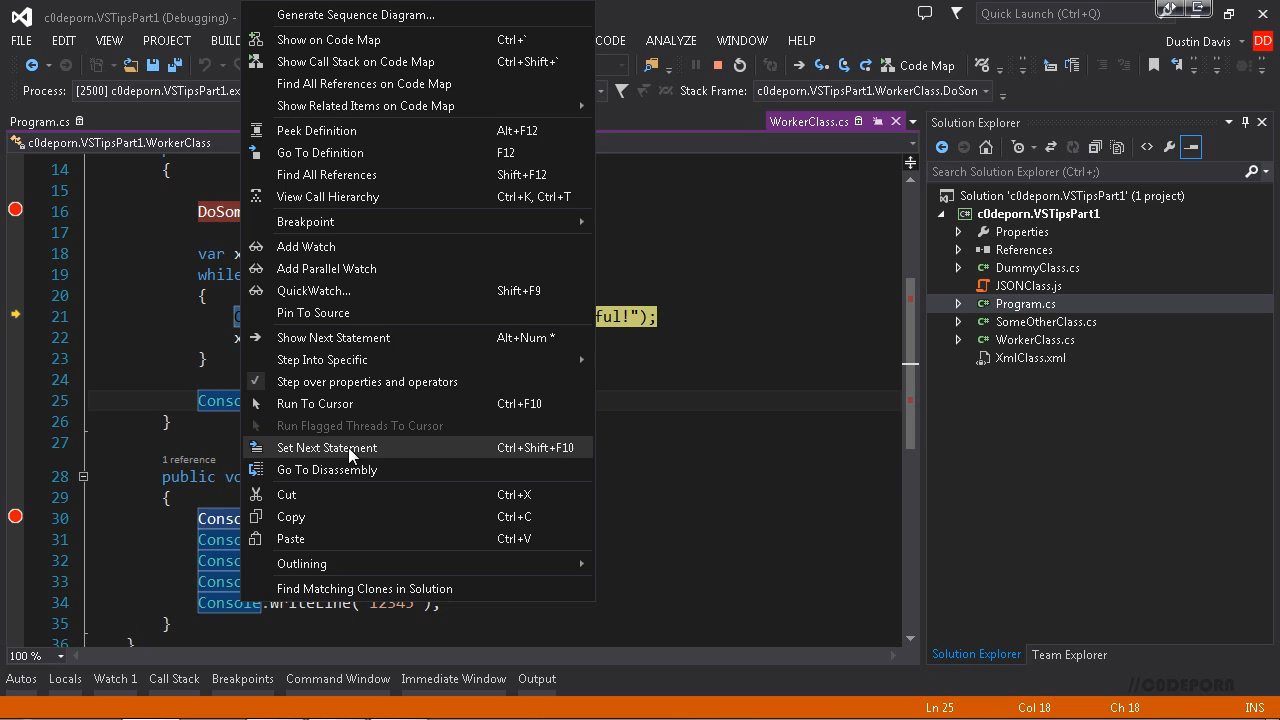 c0deporn.VSTipsPart1 (Debugging) -
Quick Launch (Ctrl+Q)
FILE EDIT VIEW PROJECT BUIL CODE ANALYZE WINDOW HELP
Dustin Davis DD
Code Map
Process: [2500] c0deporn.VSTipsPart1.ex Stack Frame: c0deporn.VSTipsPart1.WorkerClass.DoSon
Program.cs
WorkerClass.cs
c0deporn.VSTipsPart1.WorkerClass
14 {
15
16 DoSom
17
18 var x
19 while
20 {
21 ful!");
22 x
23 }
24
25 Conso
26 }
27
1 reference
28 public vo
29 {
30 Conso
31 Conso
32 Conso
33 Conso
34 Console.WriteLine("12345");
35 }
36 }
100 %
Generate Sequence Diagram...
Show on Code Map Ctrl+`
Show Call Stack on Code Map Ctrl+Shift+`
Find All References on Code Map
Show Related Items on Code Map
Peek Definition Alt+F12
Go To Definition F12
Find All References Shift+F12
View Call Hierarchy Ctrl+K, Ctrl+T
Breakpoint
Add Watch
Add Parallel Watch
QuickWatch... Shift+F9
Pin To Source
Show Next Statement Alt+Num *
Step Into Specific
Step over properties and operators
Run To Cursor Ctrl+F10
Run Flagged Threads To Cursor
Set Next Statement Ctrl+Shift+F10
Go To Disassembly
Cut Ctrl+X
Copy Ctrl+C
Paste Ctrl+V
Outlining
Find Matching Clones in Solution
Solution Explorer
Search Solution Explorer (Ctrl+;)
Solution 'c0deporn.VSTipsPart1' (1 project)
c0deporn.VSTipsPart1
Properties
References
DummyClass.cs
JSONClass.js
Program.cs
SomeOtherClass.cs
WorkerClass.cs
XmlClass.xml
Solution Explorer Team Explorer
Autos Locals Watch 1 Call Stack Breakpoints Command Window Immediate Window Output
//C0DEPORN
Ln 25 Col 18 Ch 18 INS